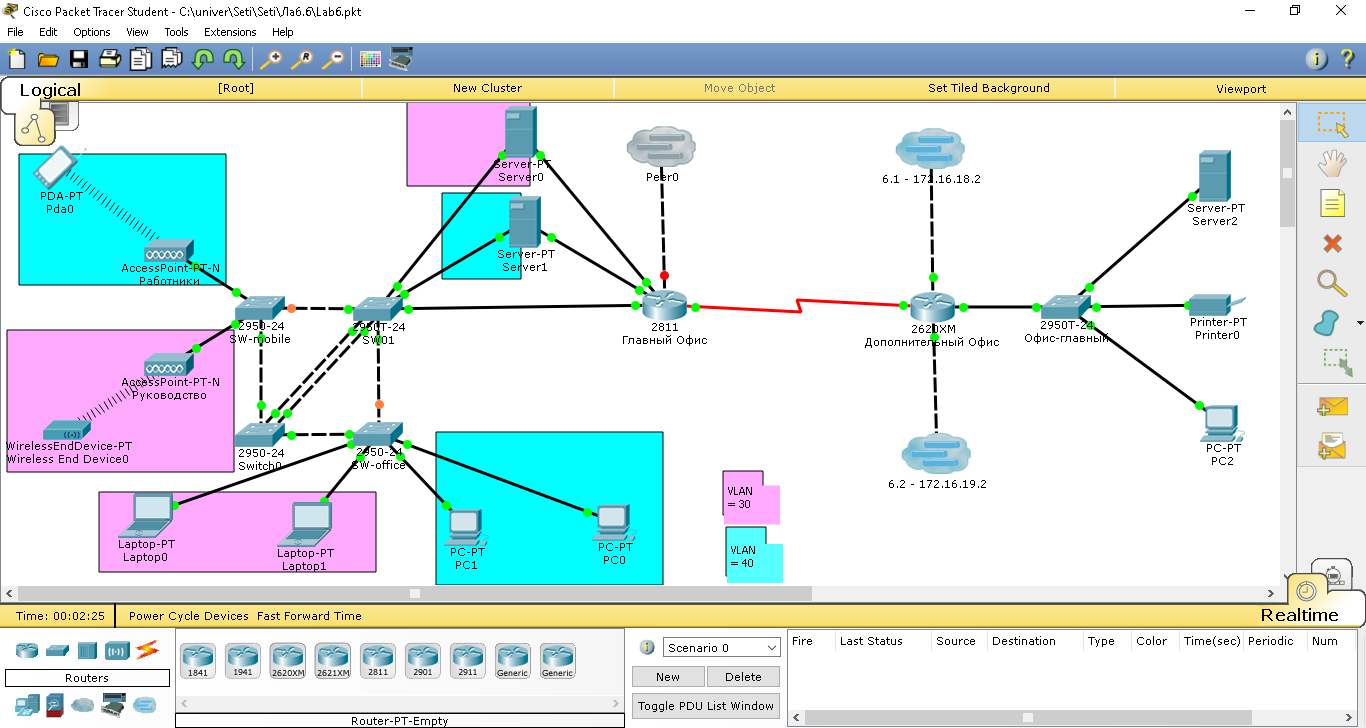 Cisco Packet Tracer Student - C:\univer\Seti\Seti\Ла6.б\Lab6.pkt
File Edit Options View Tools Extensions Help
Logical [Root] New Cluster Move Object Set Tiled Background Viewport
Server-PT
Server0
Peer0
6.1 - 172.16.18.2
PDA-PT
Pda0
Server-PT
Server2
AccessPoint-PT-N
Работники
Server-PT
Server1
2950-24
SW-mobile
2950T-24
SW01
2811
Главный Офис
2620XM
Дополнительный Офис
2950T-24
Офис-главный
Printer-PT
Printer0
AccessPoint-PT-N
Руководство
WirelessEndDevice-PT
Wireless End Device0
2950-24
Switch0
2950-24
SW-office
PC-PT
PC2
6.2 - 172.16.19.2
VLAN
= 30
Laptop-PT
Laptop0
Laptop-PT
Laptop1
PC-PT
PC1
PC-PT
PC0
VLAN
= 40
Time: 00:02:25 Power Cycle Devices Fast Forward Time
Realtime
Routers
1841 1941 2620XM 2621XM 2811 2901 2911 Generic Generic
Router-PT-Empty
Scenario 0
New Delete
Toggle PDU List Window
Fire Last Status Source Destination Type Color Time(sec) Periodic Num